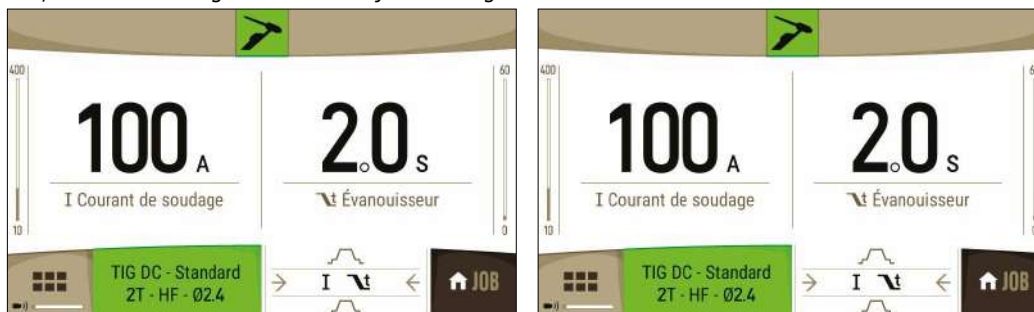 400
60
100 A
2.0 S
I Courant de soudage
t Évanouisseur
10
0
TIG DC - Standard
2T - HF - Ø2.4
I t
JOB
400
100 A
2.0 S
I Courant de soudage
t Évanouisseur
10
TIG DC - Standard
2T - HF - Ø2.4
I t
JOB